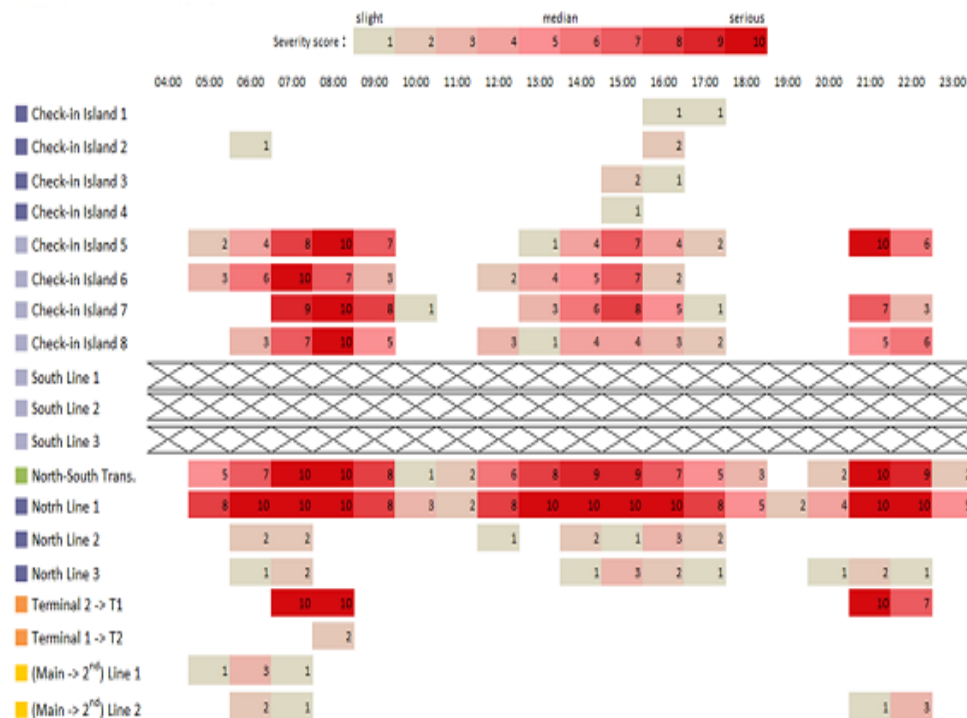 slight median serious
Severity score : 1 2 3 4 5 6 7 8 9 10
04:00 05:00 06:00 07:00 08:00 09:00 10:00 11:00 12:00 13:00 14:00 15:00 16:00 17:00 18:00 19:00 20:00 21:00 22:00 23:00
Check-in Island 1 1 1
Check-in Island 2 1 2
Check-in Island 3 2 1
Check-in Island 4 1
Check-in Island 5 2 4 8 10 7 1 4 7 4 2 10 6
Check-in Island 6 3 6 10 7 3 2 4 5 7 2
Check-in Island 7 9 10 8 1 3 6 8 5 1 7 3
Check-in Island 8 3 7 10 5 3 1 4 4 3 2 5 6
South Line 1
South Line 2
South Line 3
North-South Trans. 5 7 10 10 8 1 2 6 8 9 9 7 5 3 2 10 9
Notrh Line 1 8 10 10 10 8 3 2 8 10 10 10 10 8 5 2 4 10 10
North Line 2 2 2 1 2 1 3 2
North Line 3 1 2 1 3 2 1 1 2 1
Terminal 2 -> T1 10 10 10 7
Terminal 1 -> T2 2
(Main -> 2nd) Line 1 1 3 1
(Main -> 2nd) Line 2 2 1 1 3